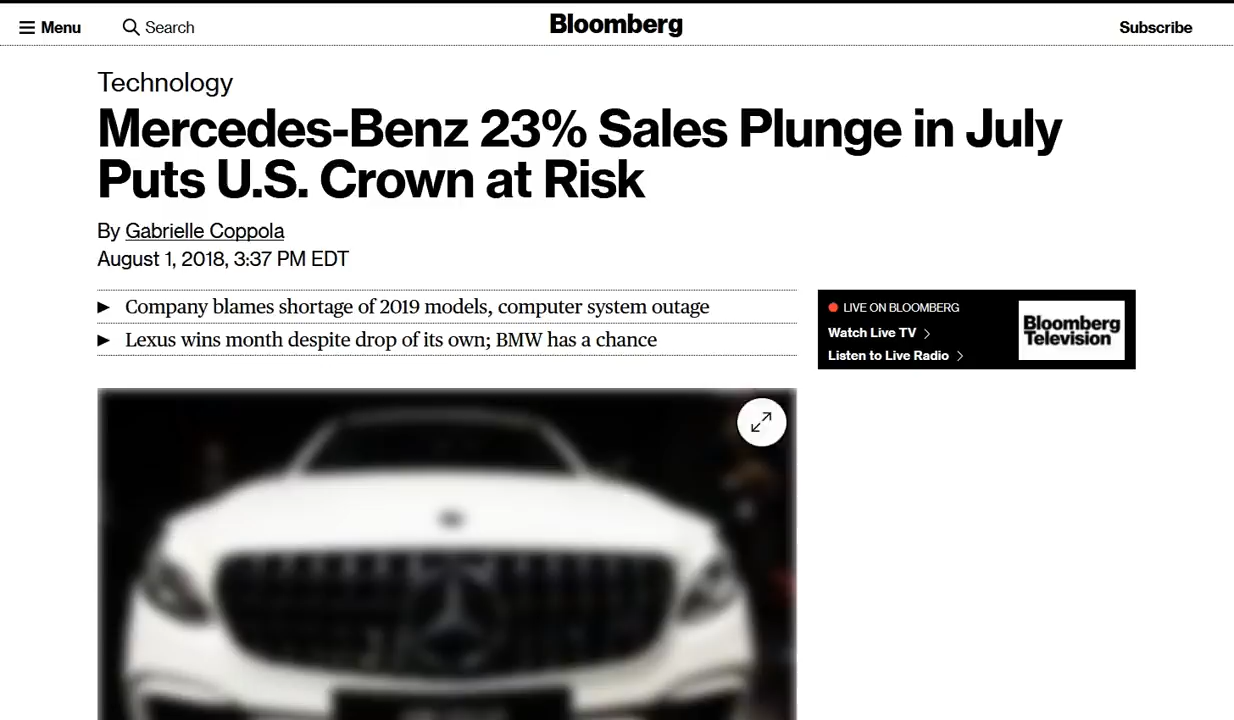 Menu
Search
Bloomberg
Subscribe
Technology
Mercedes-Benz 23% Sales Plunge in July
Puts U.S. Crown at Risk
By Gabrielle Coppola
August 1, 2018, 3:37 PM EDT
Company blames shortage of 2019 models, computer system outage
Lexus wins month despite drop of its own; BMW has a chance
LIVE ON BLOOMBERG
Watch Live TV
Listen to Live Radio
Bloomberg
Television